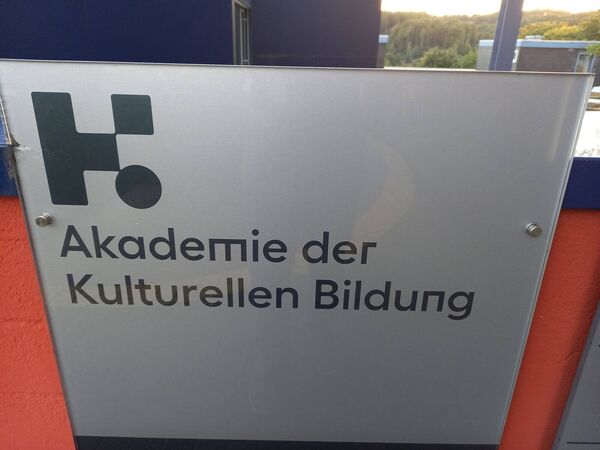 Akademie der
Kulturellen Bildung